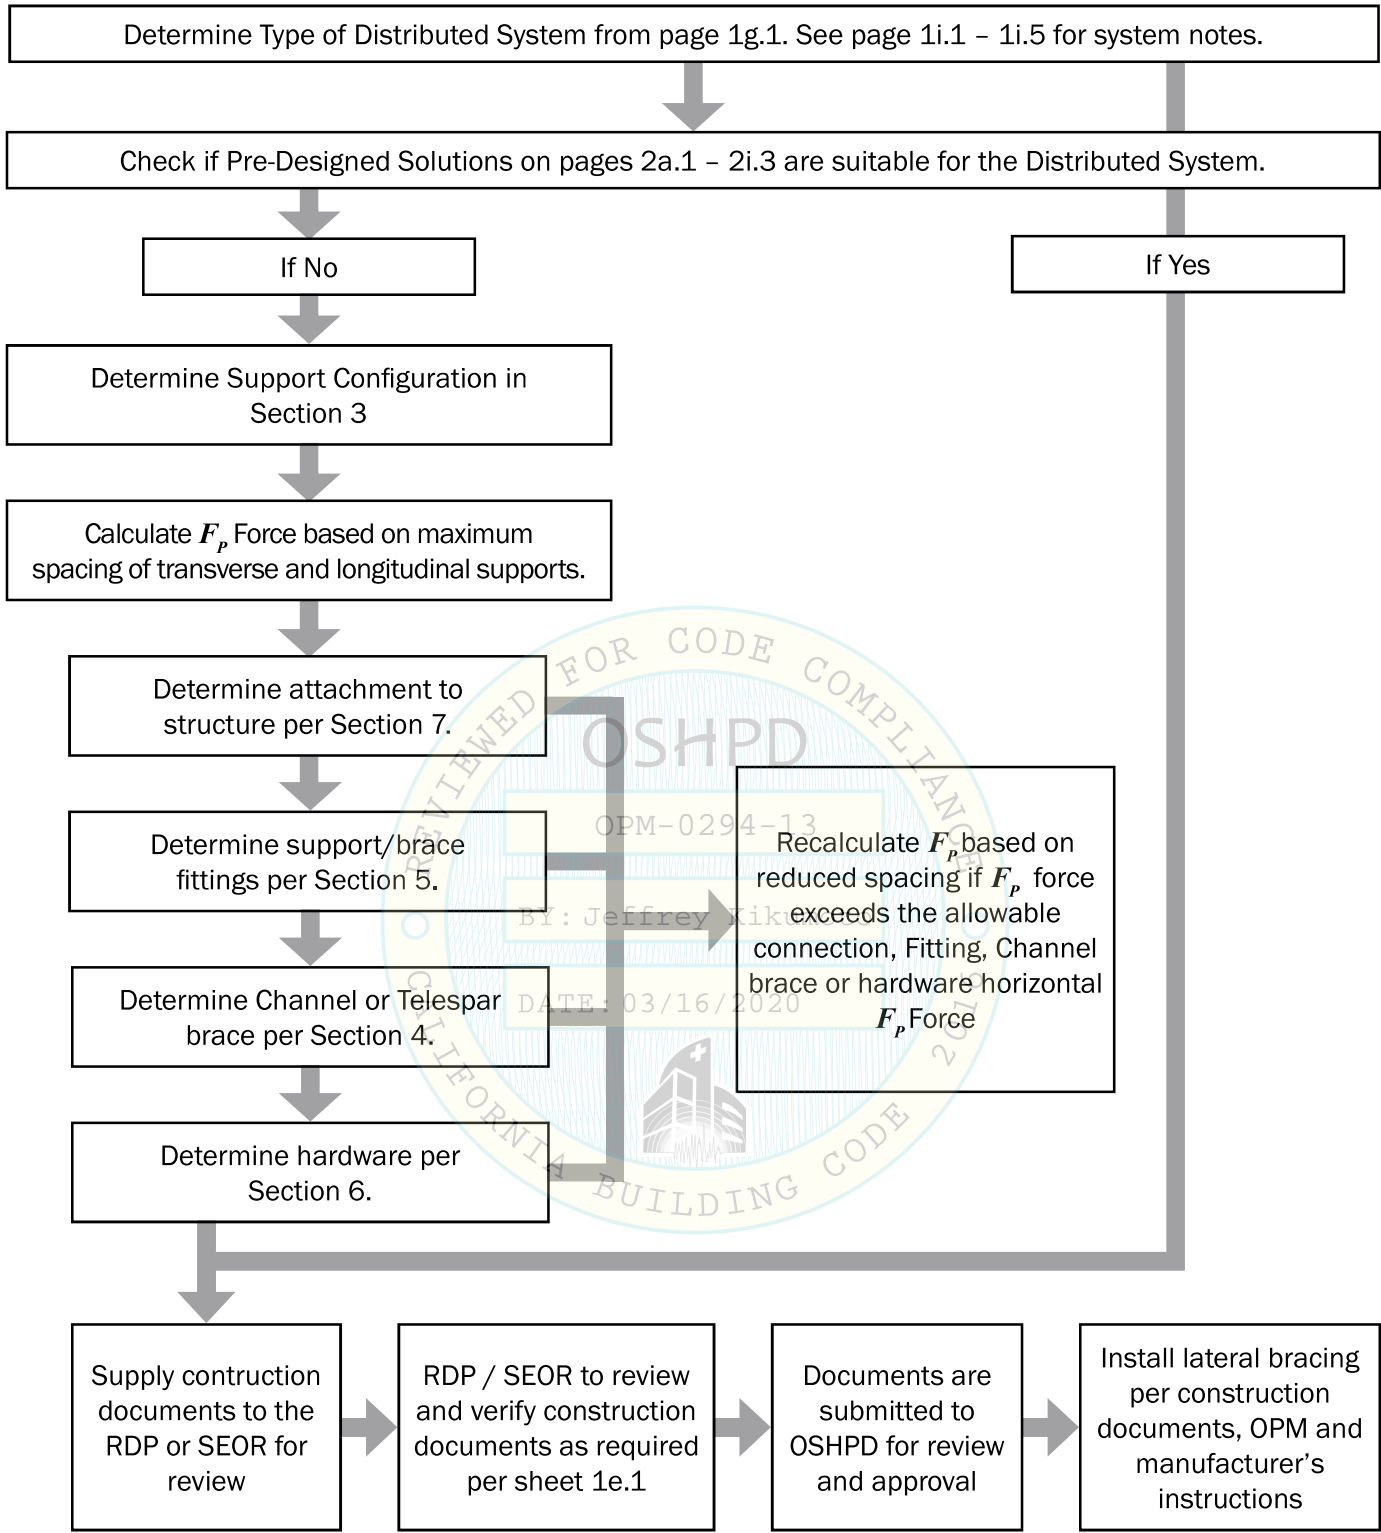 Determine Type of Distributed System from page 1g.1. See page 1i.1 – 1i.5 for system notes.
Check if Pre-Designed Solutions on pages 2a.1 – 2i.3 are suitable for the Distributed System.
If No
If Yes
Determine Support Configuration in
Section 3
Calculate Fp Force based on maximum
spacing of transverse and longitudinal supports.
Determine attachment to
structure per Section 7.
Determine support/brace
fittings per Section 5.
Determine Channel or Telespar
brace per Section 4.
Determine hardware per
Section 6.
Recalculate Fp based on
reduced spacing if Fp force
exceeds the allowable
connection, Fitting, Channel
brace or hardware horizontal
Fp Force
REVIEWED FOR CODE COMPLIANCE
OSHPD
OPM-0294-13
BY: Jeffrey
DATE: 03/16/2020
CALIFORNIA BUILDING CODE 2016
Supply contruction
documents to the
RDP or SEOR for
review
RDP / SEOR to review
and verify construction
documents as required
per sheet 1e.1
Documents are
submitted to
OSHPD for review
and approval
Install lateral bracing
per construction
documents, OPM and
manufacturer’s
instructions